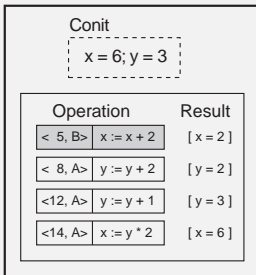 Conit
x = 6; y = 3
Operation Result
< 5, B> x := x + 2 [ x = 2 ]
< 8, A> y := y + 2 [ y = 2 ]
<12, A> y := y + 1 [ y = 3 ]
<14, A> x := y * 2 [ x = 6 ]